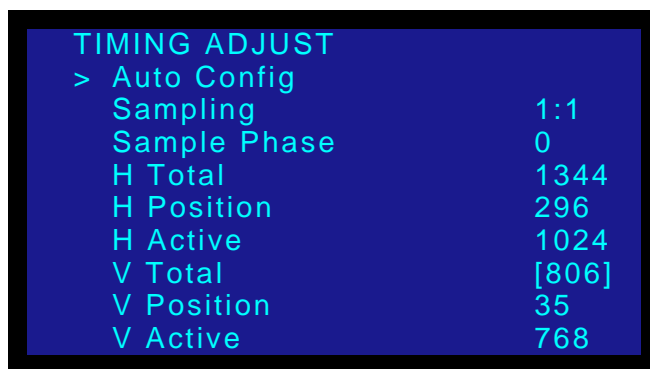 TIMING ADJUST
> Auto Config
Sampling 1:1
Sample Phase 0
H Total 1344
H Position 296
H Active 1024
V Total [806]
V Position 35
V Active 768